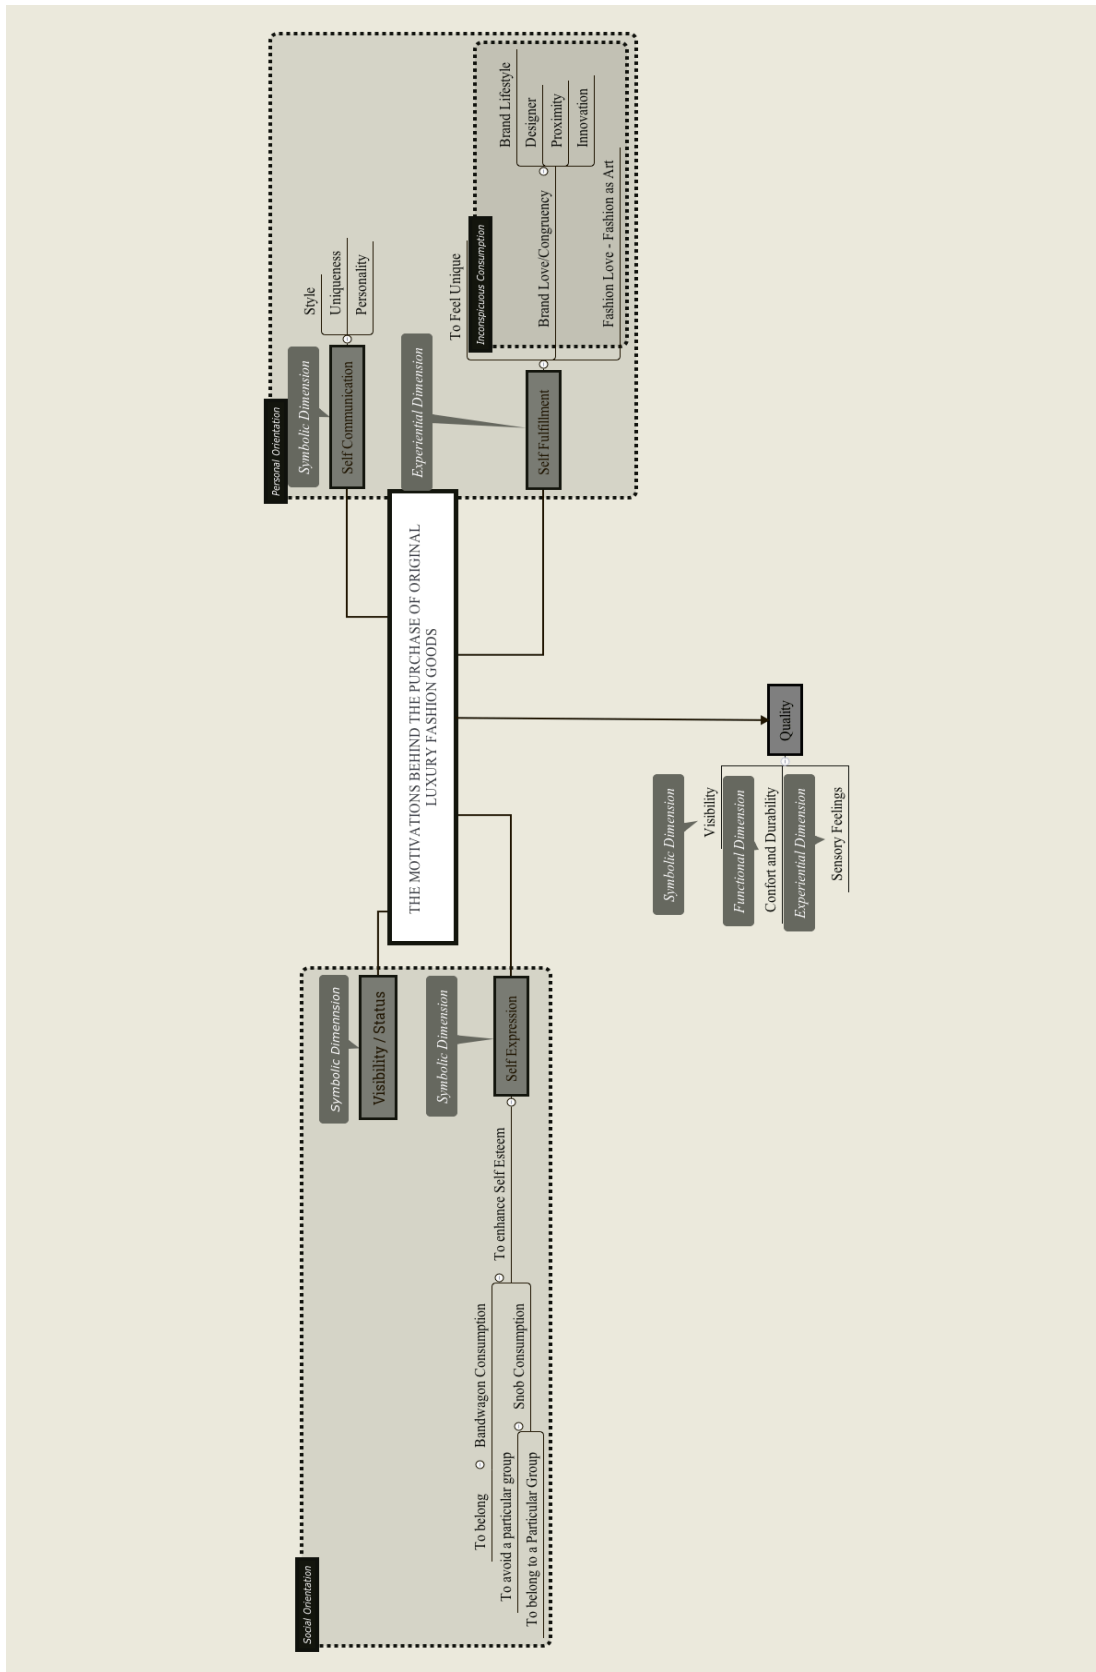 Social Orientation
Symbolic Dimennsion
Visibility / Status
Symbolic Dimension
Self Expression
To enhance Self Esteem
Bandwagon Consumption
To belong
Snob Consumption
To avoid a particular group
To belong to a Particular Group
THE MOTIVATIONS BEHIND THE PURCHASE OF ORIGINAL
LUXURY FASHION GOODS
Personal Orientation
Symbolic Dimension
Self Communication
Style
Uniqueness
Personality
Experiential Dimension
Self Fulfillment
To Feel Unique
Inconspicuous Consumption
Brand Love/Congruency
Brand Lifestyle
Designer
Proximity
Innovation
Fashion Love - Fashion as Art
Quality
Symbolic Dimension
Visibility
Functional Dimension
Confort and Durability
Experiential Dimension
Sensory Feelings